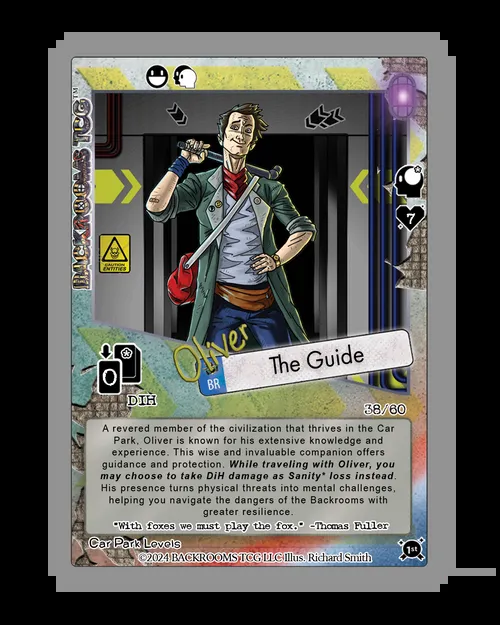 BACKROOMS TCG™
7
CAUTION
ENTITIES
Oliver
BR
The Guide
0
DIH
38/60
A revered member of the civilization that thrives in the Car
Park, Oliver is known for his extensive knowledge and
experience. This wise and invaluable companion offers
guidance and protection. While traveling with Oliver, you
may choose to take DiH damage as Sanity* loss instead.
His presence turns physical threats into mental challenges,
helping you navigate the dangers of the Backrooms with
greater resilience.
"With foxes we must play the fox." -Thomas Fuller
Car Park Levels
1st
©2024 BACKROOMS TCG LLC Illus. Richard Smith